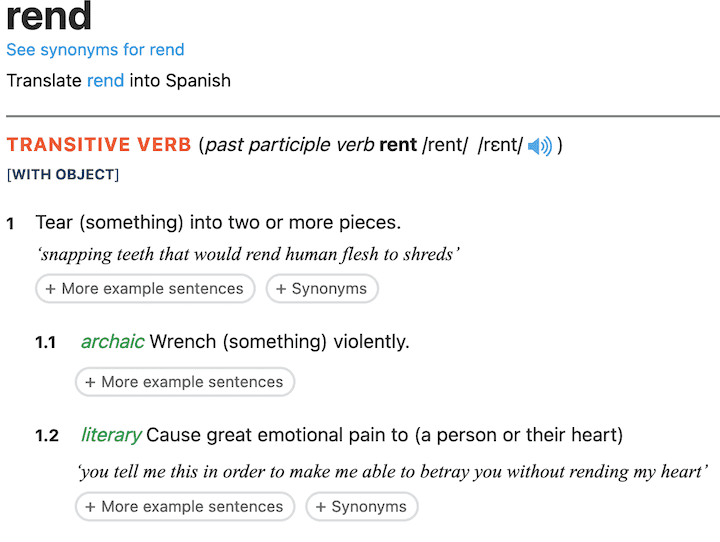 rend
See synonyms for rend
Translate rend into Spanish
TRANSITIVE VERB (past participle verb rent /rent/ /rɛnt/ )
[WITH OBJECT]
1 Tear (something) into two or more pieces.
‘snapping teeth that would rend human flesh to shreds’
+ More example sentences + Synonyms
1.1 archaic Wrench (something) violently.
+ More example sentences
1.2 literary Cause great emotional pain to (a person or their heart)
‘you tell me this in order to make me able to betray you without rending my heart’
+ More example sentences + Synonyms